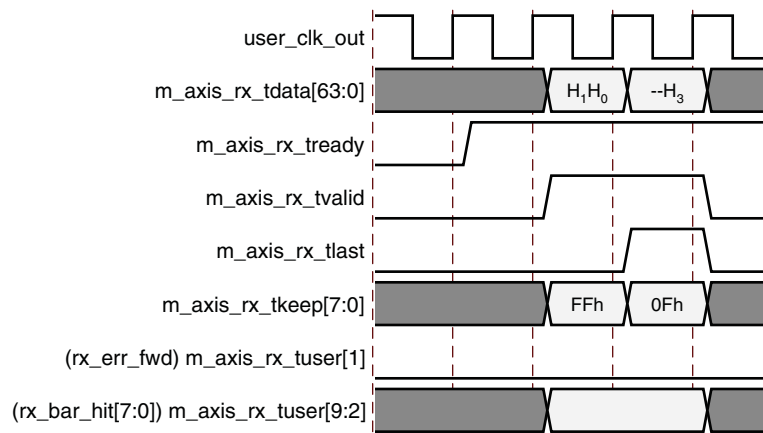 user_clk_out
m_axis_rx_tdata[63:0] H1H0 --H3
m_axis_rx_tready
m_axis_rx_tvalid
m_axis_rx_tlast
m_axis_rx_tkeep[7:0] FFh 0Fh
(rx_err_fwd) m_axis_rx_tuser[1]
(rx_bar_hit[7:0]) m_axis_rx_tuser[9:2]